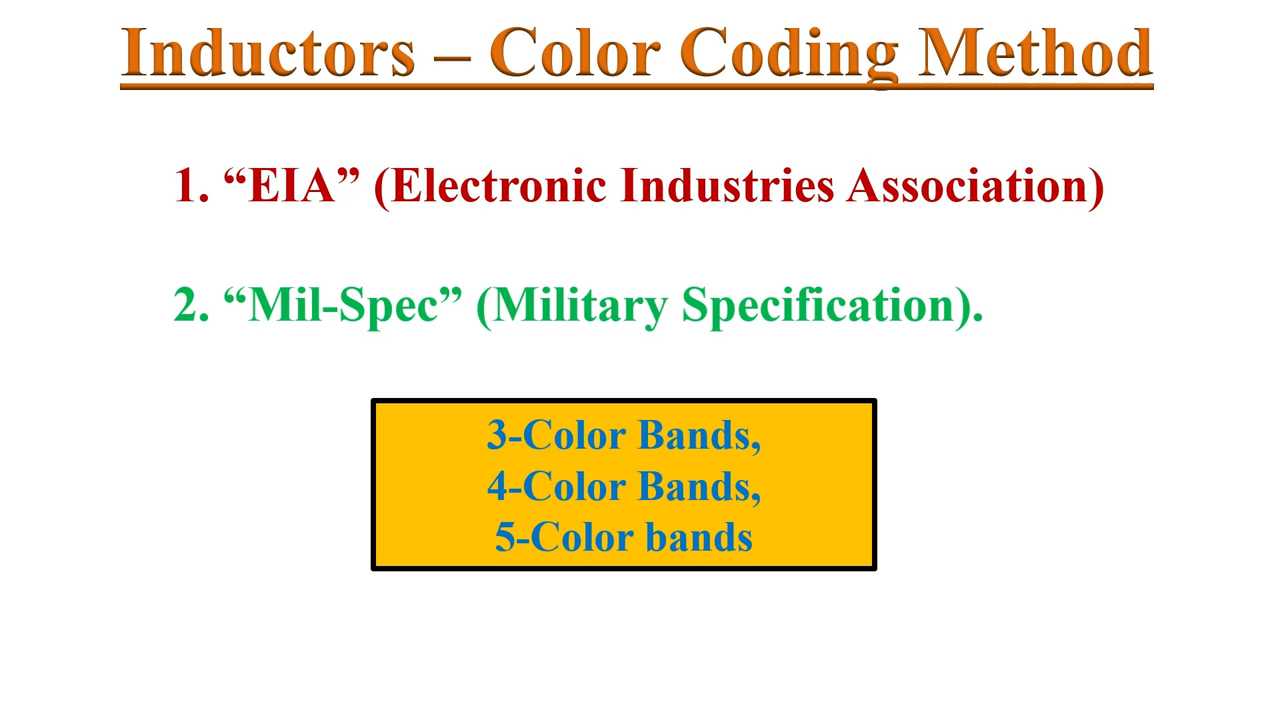 Inductors – Color Coding Method
1. “EIA” (Electronic Industries Association)
2. “Mil-Spec” (Military Specification).
3-Color Bands,
4-Color Bands,
5-Color bands